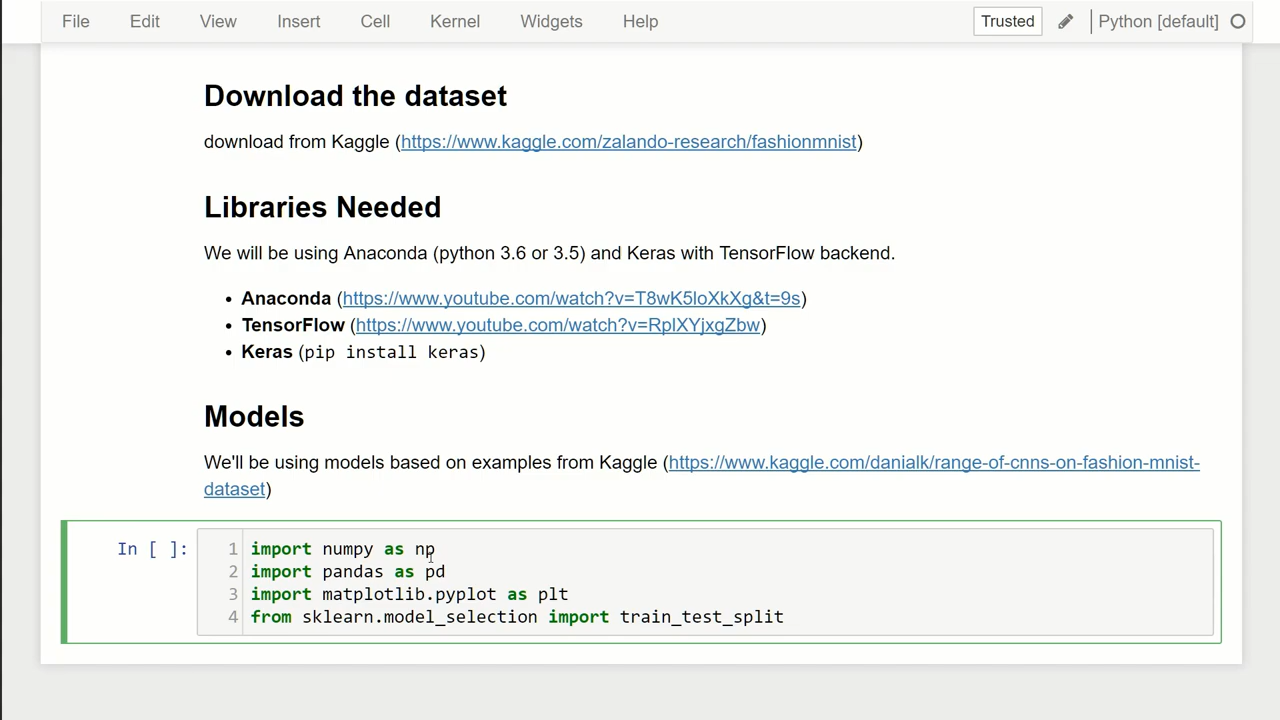 File Edit View Insert Cell Kernel Widgets Help Trusted Python [default]
Download the dataset
download from Kaggle (https://www.kaggle.com/zalando-research/fashionmnist)
Libraries Needed
We will be using Anaconda (python 3.6 or 3.5) and Keras with TensorFlow backend.
• Anaconda (https://www.youtube.com/watch?v=T8wK5loXkXg&t=9s)
• TensorFlow (https://www.youtube.com/watch?v=RplXYjxgZbw)
• Keras (pip install keras)
Models
We'll be using models based on examples from Kaggle (https://www.kaggle.com/danialk/range-of-cnns-on-fashion-mnist-
dataset)
In [ ]: 1 import numpy as np
2 import pandas as pd
3 import matplotlib.pyplot as plt
4 from sklearn.model_selection import train_test_split